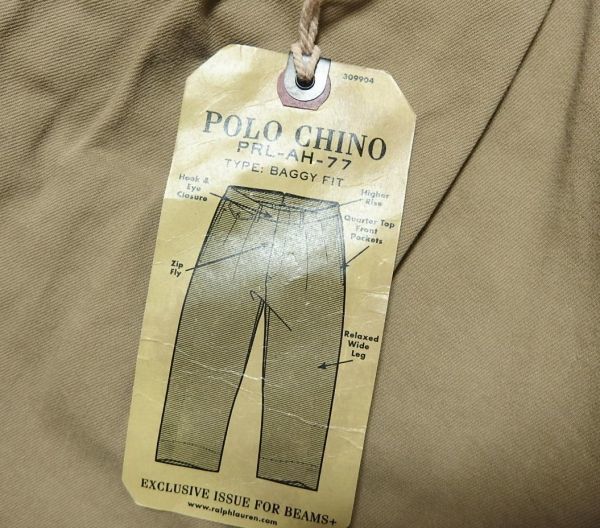 309904
POLO CHINO
PRL-AH-77
TYPE: BAGGY FIT
Hook &
Eye
Closure
Higher
Rise
Quarter Top
Front
Pockets
Zip
Fly
Relaxed
Wide
Leg
EXCLUSIVE ISSUE FOR BEAMS+
www.ralphlauren.com